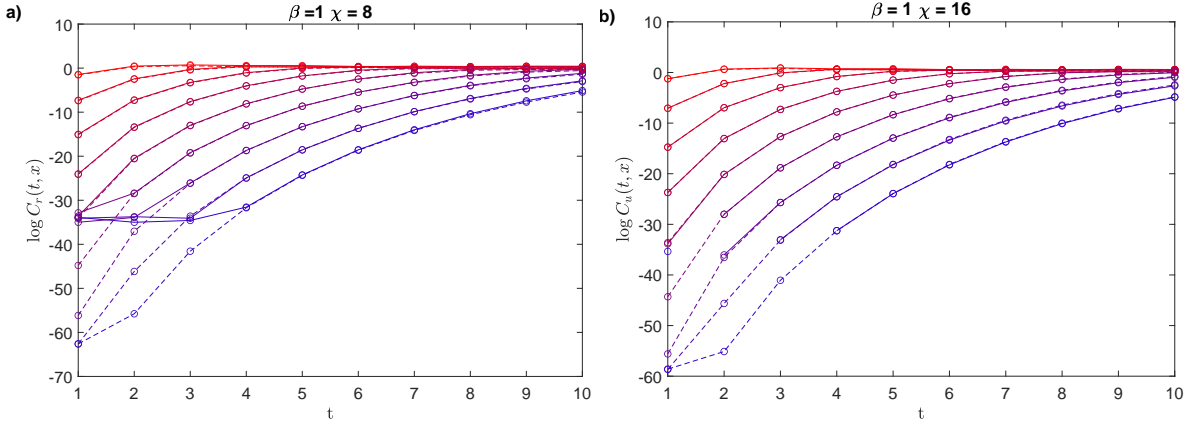 a)
β =1 χ = 8
log C_r(t, x)
10
0
-10
-20
-30
-40
-50
-60
-70
1 2 3 4 5 6 7 8 9 10
t
b)
β = 1 χ = 16
log C_u(t, x)
10
0
-10
-20
-30
-40
-50
-60
1 2 3 4 5 6 7 8 9 10
t